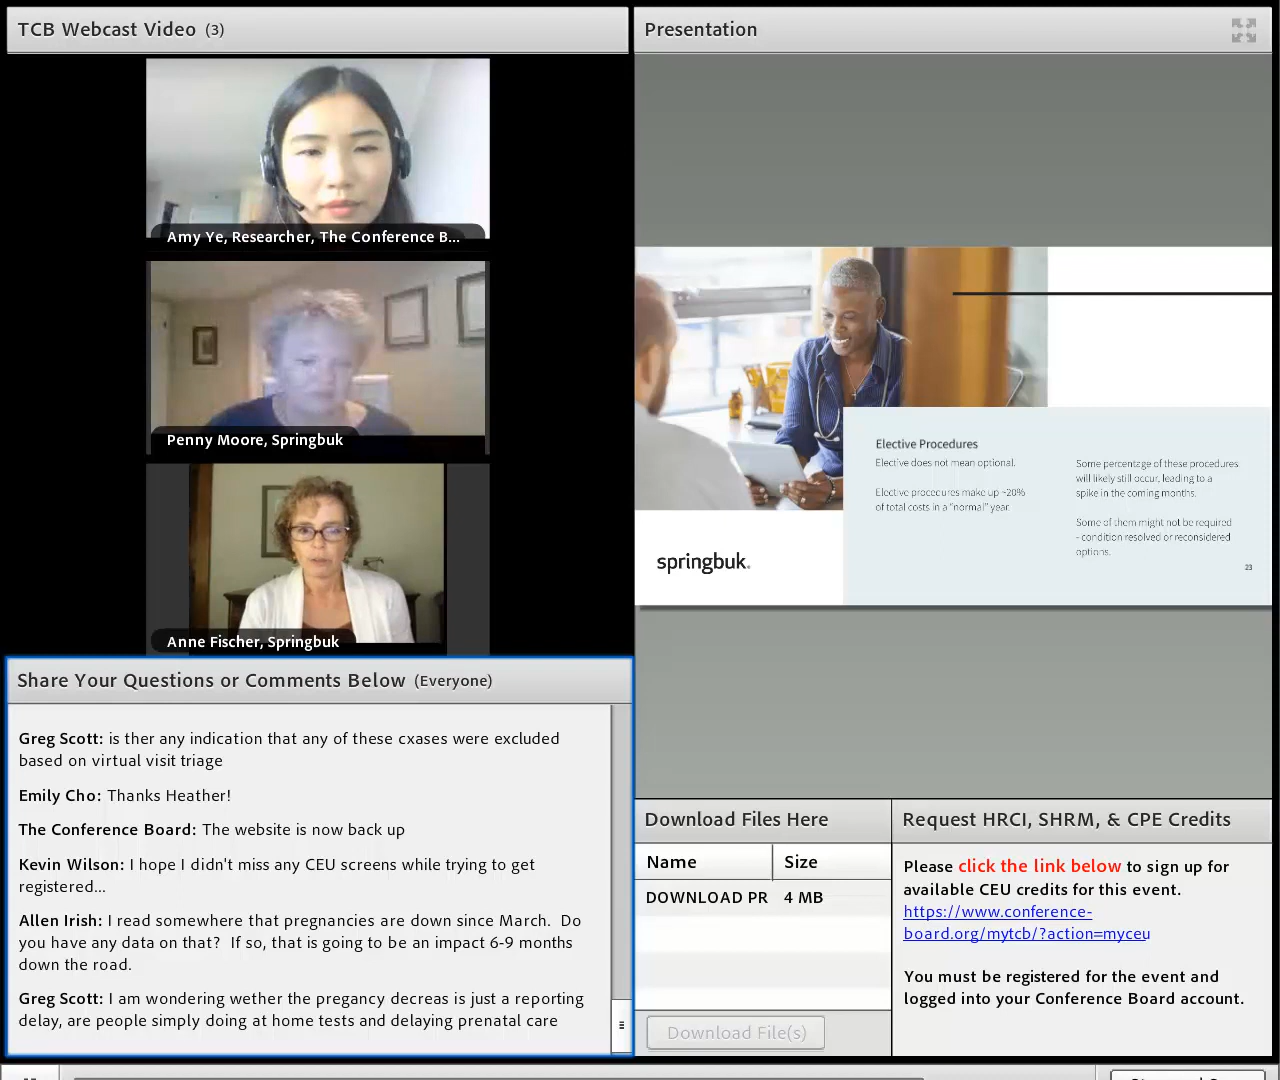 TCB Webcast Video (3)
Amy Ye, Researcher, The Conference B...
Penny Moore, Springbuk
Anne Fischer, Springbuk
Share Your Questions or Comments Below (Everyone)
Greg Scott: is ther any indication that any of these cxases were excluded
based on virtual visit triage
Emily Cho: Thanks Heather!
The Conference Board: The website is now back up
Kevin Wilson: I hope I didn't miss any CEU screens while trying to get
registered...
Allen Irish: I read somewhere that pregnancies are down since March. Do
you have any data on that? If so, that is going to be an impact 6-9 months
down the road.
Greg Scott: I am wondering wether the pregancy decreas is just a reporting
delay, are people simply doing at home tests and delaying prenatal care
Presentation
Elective Procedures
Elective does not mean optional.
Elective procedures make up ~20%
of total costs in a "normal" year.
Some percentage of these procedures
will likely still occur, leading to a
spike in the coming months.
Some of them might not be required
- condition resolved or reconsidered
options.
23
springbuk.
Download Files Here
Name Size
DOWNLOAD PR 4 MB
Download File(s)
Request HRCI, SHRM, & CPE Credits
Please click the link below to sign up for
available CEU credits for this event.
https://www.conference-
board.org/mytcb/?action=myceu
You must be registered for the event and
logged into your Conference Board account.